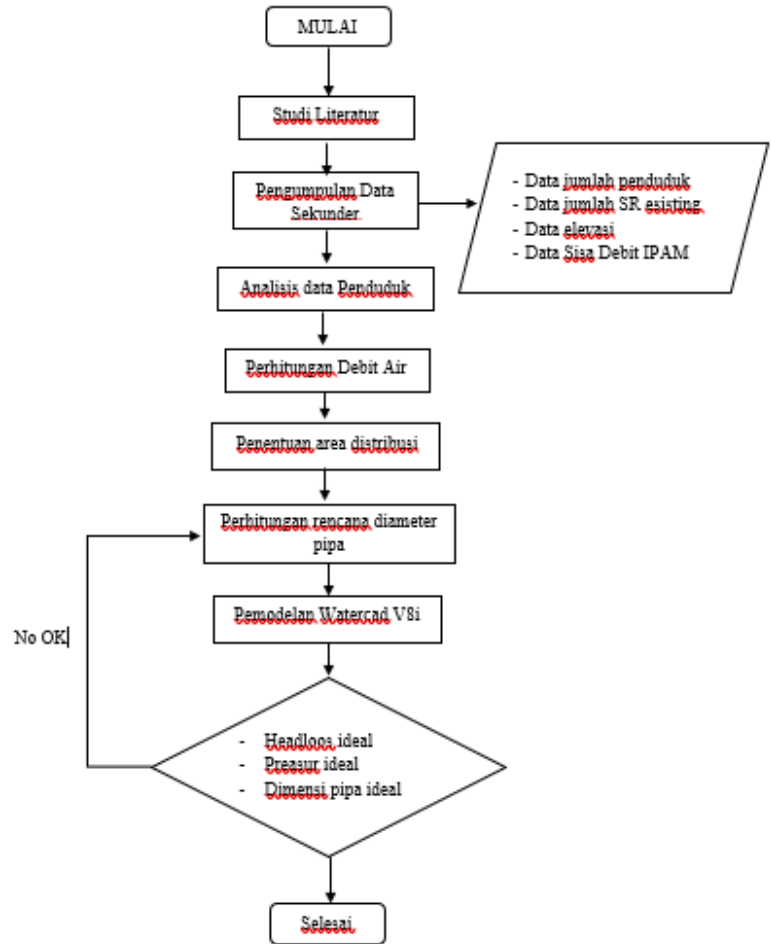 MULAI
Studi Literatur
Pengumpulan Data
Sekunder
- Data jumlah penduduk
- Data jumlah SR esisting
- Data elevasi
- Data Sisa Debit IPAM
Analisis data Penduduk
Perhitungan Debit Air
Penentuan area distribusi
Perhitungan rencana diameter
pipa
Pemodelan Watercad V8i
No OK
- Headloos ideal
- Preasur ideal
- Dimensi pipa ideal
Selesai